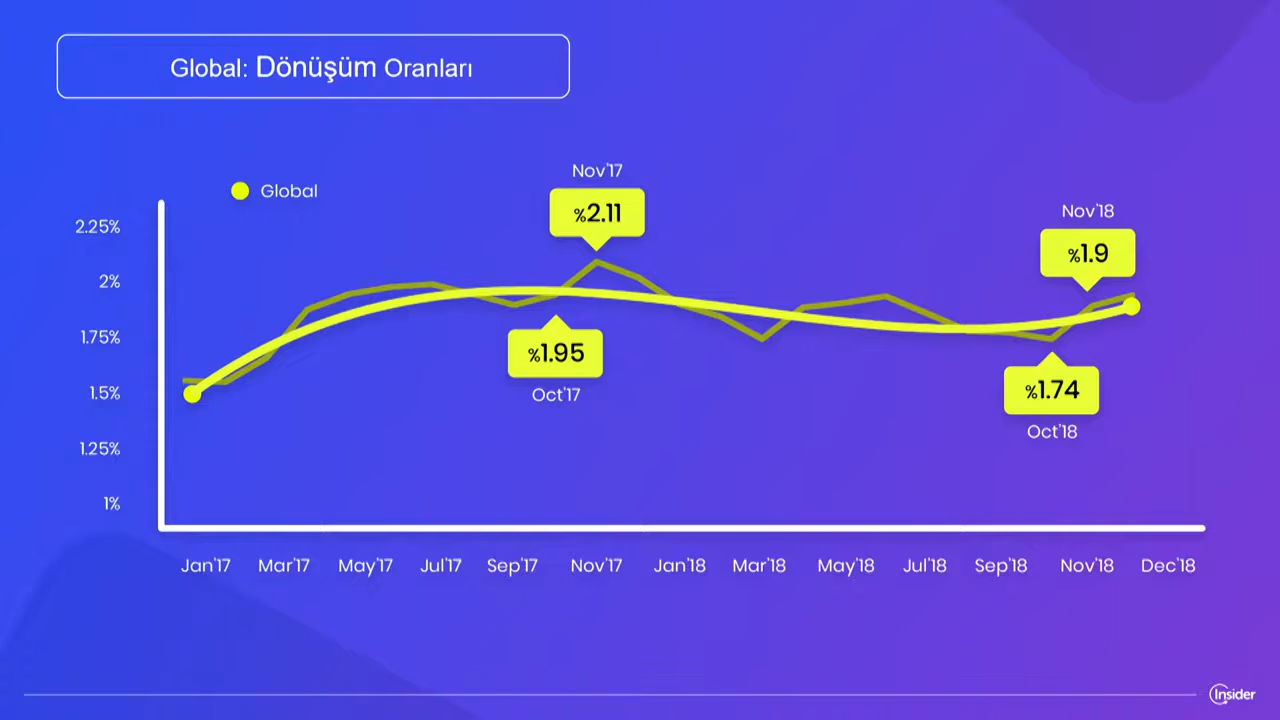 Global: Dönüşüm Oranları
Global
Nov'17
%2.11
Nov'18
%1.9
2.25%
2%
1.75%
1.5%
1.25%
1%
%1.95
Oct'17
%1.74
Oct'18
Jan'17 Mar'17 May'17 Jul'17 Sep'17 Nov'17 Jan'18 Mar'18 May'18 Jul'18 Sep'18 Nov'18 Dec'18
Insider